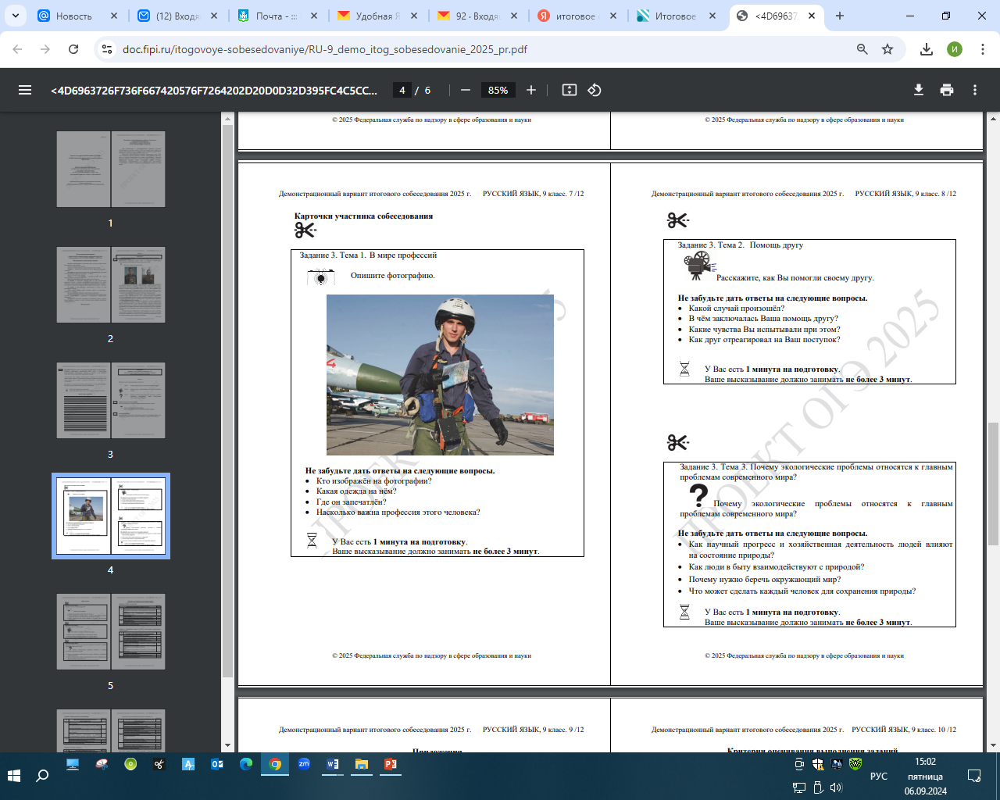 Новость
(12) Входя
Почта - :::
Удобная Я
92 · Входящ
итоговое
Итоговое
<4D69637
doc.fipi.ru/itogovoye-sobesedovaniye/RU-9_demo_itog_sobesedovanie_2025_pr.pdf
И
<4D6963726F736F667420576F7264202D20D0D32D395FC4C5CC...
4 / 6
85%
1
2
3
4
5
© 2025 Федеральная служба по надзору в сфере образования и науки
© 2025 Федеральная служба по надзору в сфере образования и науки
Демонстрационный вариант итогового собеседования 2025 г. РУССКИЙ ЯЗЫК, 9 класс. 7 /12
Карточки участника собеседования
Задание 3. Тема 1. В мире профессий
Опишите фотографию.
Не забудьте дать ответы на следующие вопросы.
• Кто изображён на фотографии?
• Какая одежда на нём?
• Где он запечатлён?
• Насколько важна профессия этого человека?
У Вас есть 1 минута на подготовку.
Ваше высказывание должно занимать не более 3 минут.
© 2025 Федеральная служба по надзору в сфере образования и науки
Демонстрационный вариант итогового собеседования 2025 г. РУССКИЙ ЯЗЫК, 9 класс. 8 /12
Задание 3. Тема 2. Помощь другу
Расскажите, как Вы помогли своему другу.
Не забудьте дать ответы на следующие вопросы.
• Какой случай произошёл?
• В чём заключалась Ваша помощь другу?
• Какие чувства Вы испытывали при этом?
• Как друг отреагировал на Ваш поступок?
У Вас есть 1 минута на подготовку.
Ваше высказывание должно занимать не более 3 минут.
ПРОЕКТ ОГЭ 2025
Задание 3. Тема 3. Почему экологические проблемы относятся к главным
проблемам современного мира?
? Почему экологические проблемы относятся к главным
проблемам современного мира?
Не забудьте дать ответы на следующие вопросы.
• Как научный прогресс и хозяйственная деятельность людей влияют
на состояние природы?
• Как люди в быту взаимодействуют с природой?
• Почему нужно беречь окружающий мир?
• Что может сделать каждый человек для сохранения природы?
У Вас есть 1 минута на подготовку.
Ваше высказывание должно занимать не более 3 минут.
© 2025 Федеральная служба по надзору в сфере образования и науки
Демонстрационный вариант итогового собеседования 2025 г. РУССКИЙ ЯЗЫК, 9 класс. 9 /12
Приложения
Демонстрационный вариант итогового собеседования 2025 г. РУССКИЙ ЯЗЫК, 9 класс. 10 /12
Критерии оценивания выполнения заданий
РУС
15:02
пятница
06.09.2024